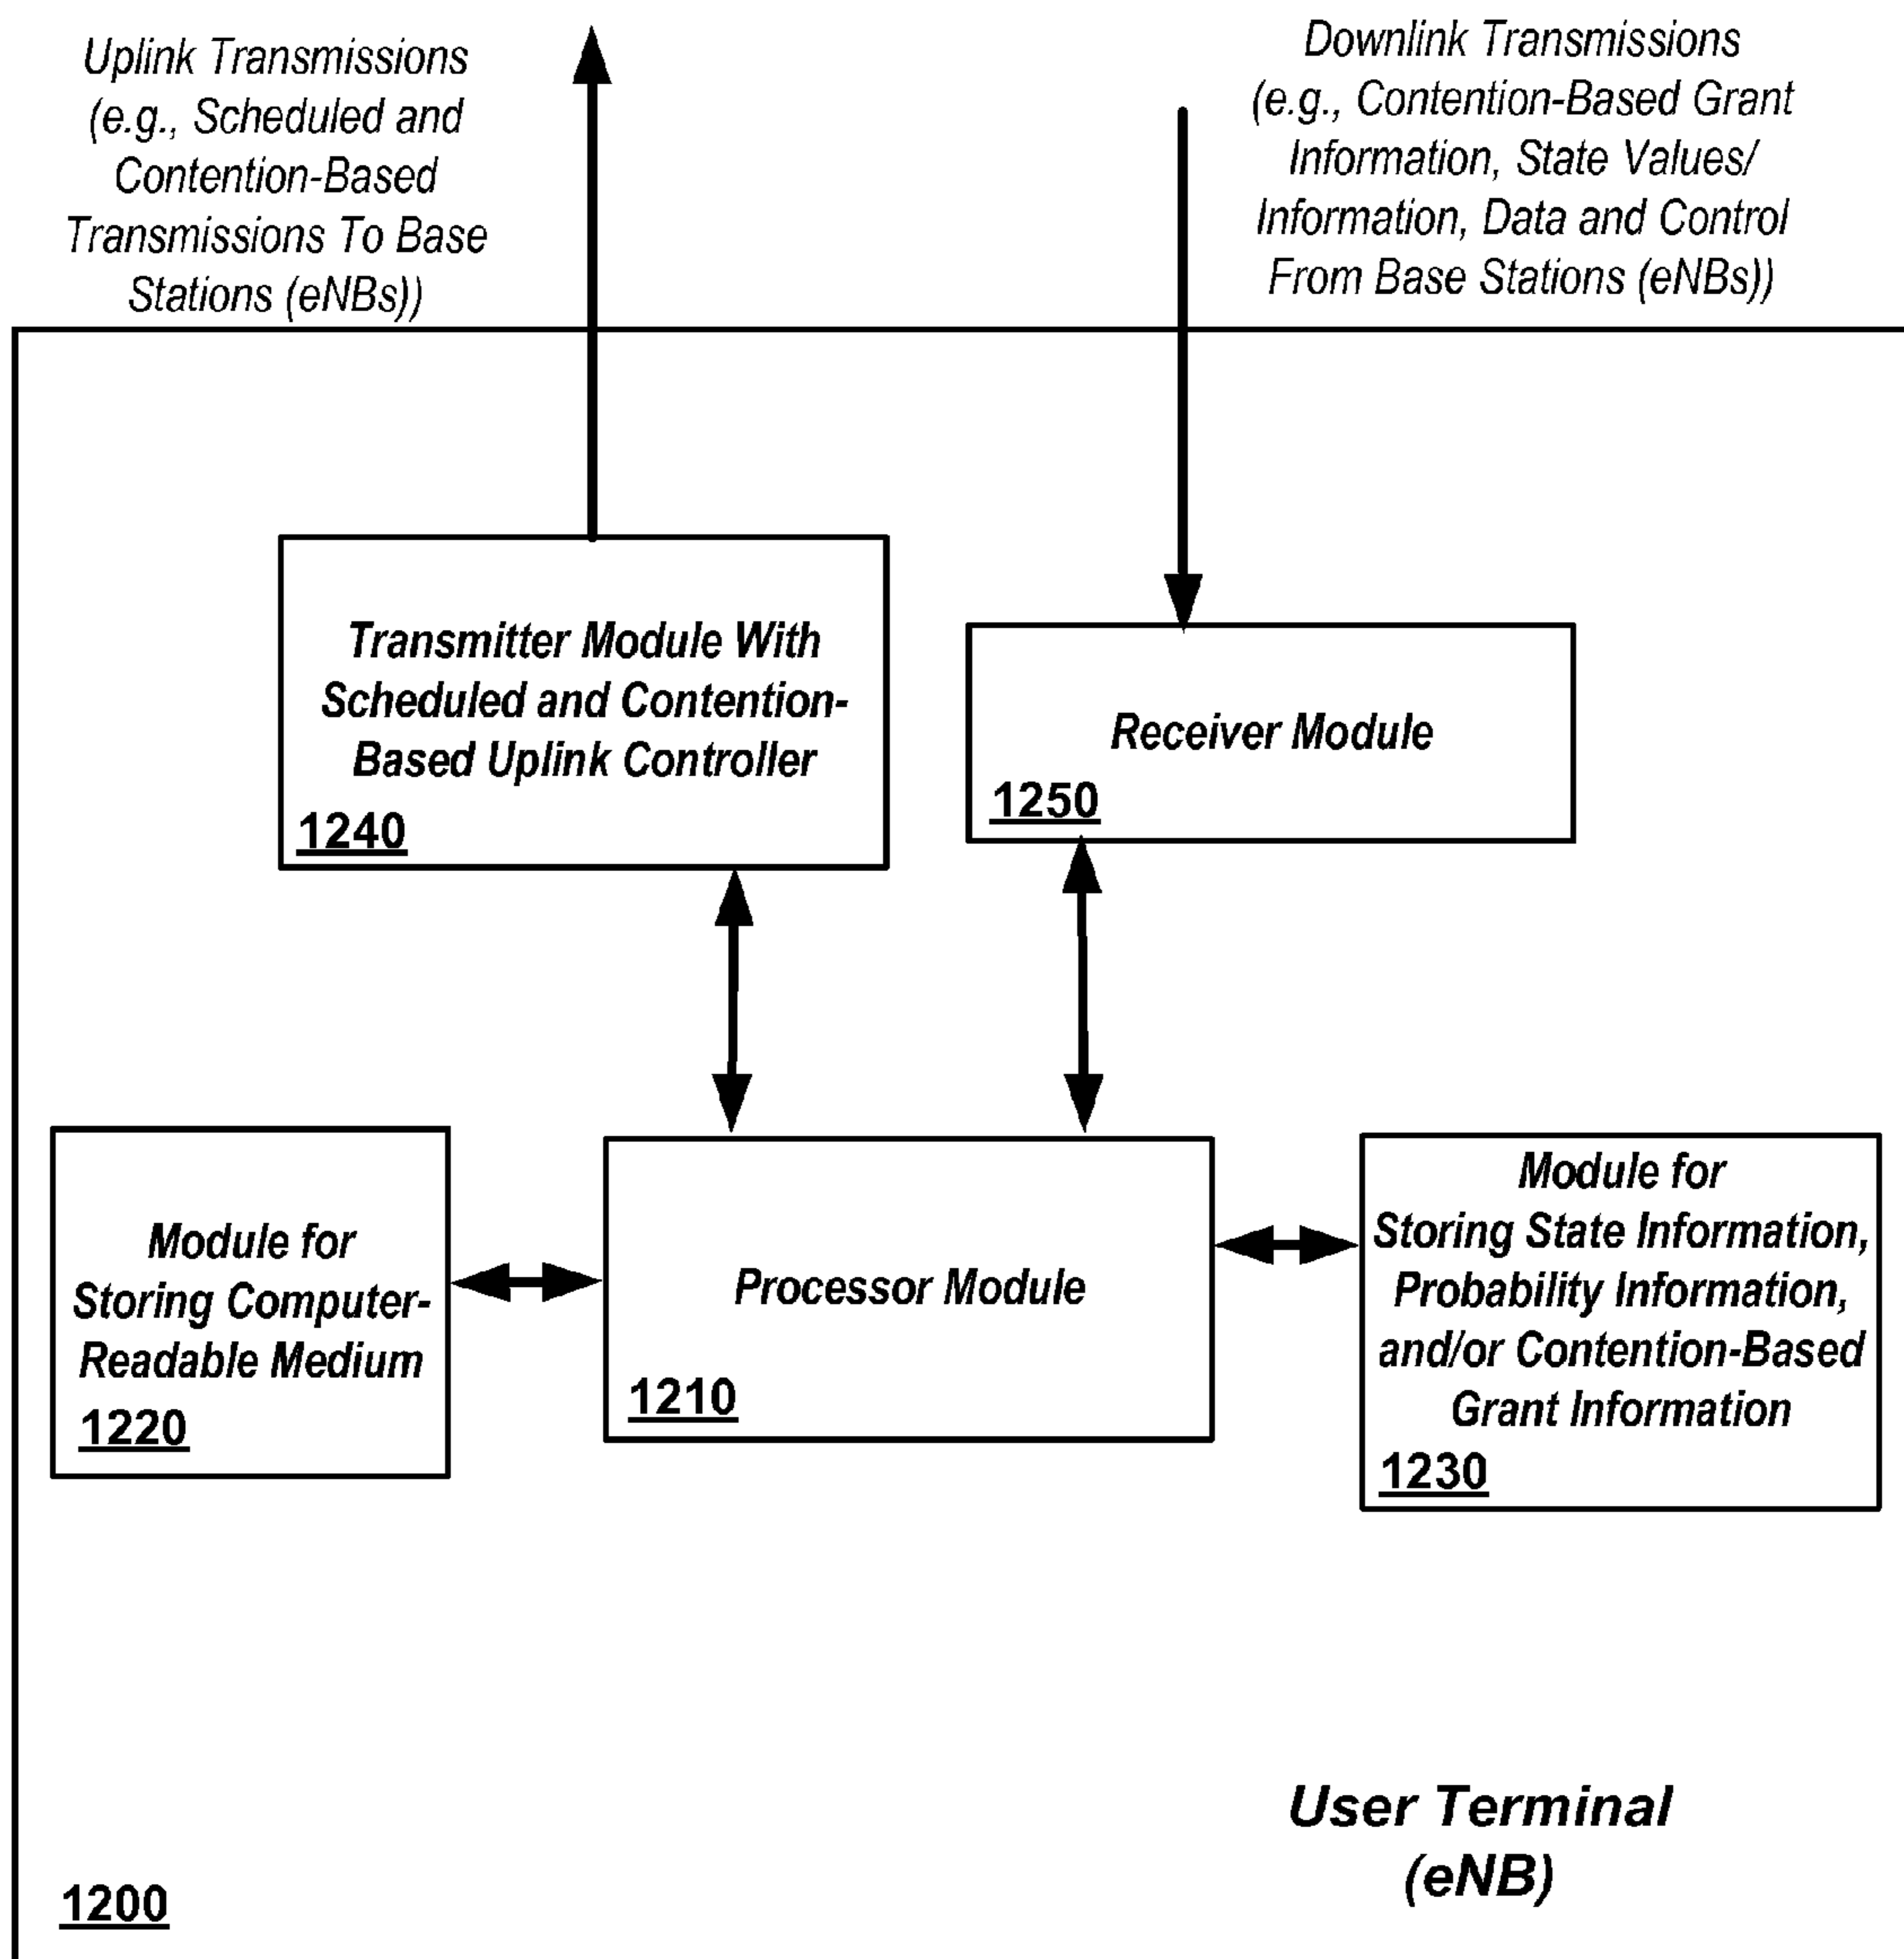 Uplink Transmissions
(e.g., Scheduled and
Contention-Based
Transmissions To Base
Stations (eNBs))
Downlink Transmissions
(e.g., Contention-Based Grant
Information, State Values/
Information, Data and Control
From Base Stations (eNBs))
Transmitter Module With
Scheduled and Contention-
Based Uplink Controller
1240
Receiver Module
1250
Module for
Storing Computer-
Readable Medium
1220
Processor Module
1210
Module for
Storing State Information,
Probability Information,
and/or Contention-Based
Grant Information
1230
User Terminal
(eNB)
1200